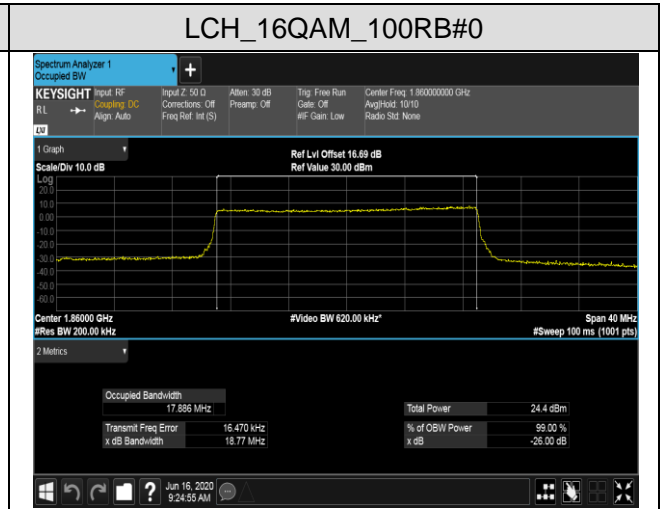 LCH_16QAM_100RB#0
Spectrum Analyzer 1
Occupied BW
KEYSIGHT Input: RF Input Z: 50 Ω Atten: 30 dB Trig: Free Run Center Freq: 1.860000000 GHz
RL Coupling: DC Corrections: Off Preamp: Off Gate: Off Avg|Hold: 10/10
Align: Auto Freq Ref: Int (S) #IF Gain: Low Radio Std: None
LXI
1 Graph
Ref Lvl Offset 16.69 dB
Scale/Div 10.0 dB Ref Value 30.00 dBm
Log
20.0
10.0
0.00
-10.0
-20.0
-30.0
-40.0
-50.0
-60.0
Center 1.86000 GHz #Video BW 620.00 kHz* Span 40 MHz
#Res BW 200.00 kHz #Sweep 100 ms (1001 pts)
2 Metrics
Occupied Bandwidth
17.886 MHz Total Power 24.4 dBm
Transmit Freq Error 16.470 kHz % of OBW Power 99.00 %
x dB Bandwidth 18.77 MHz x dB -26.00 dB
? Jun 16, 2020
9:24:55 AM